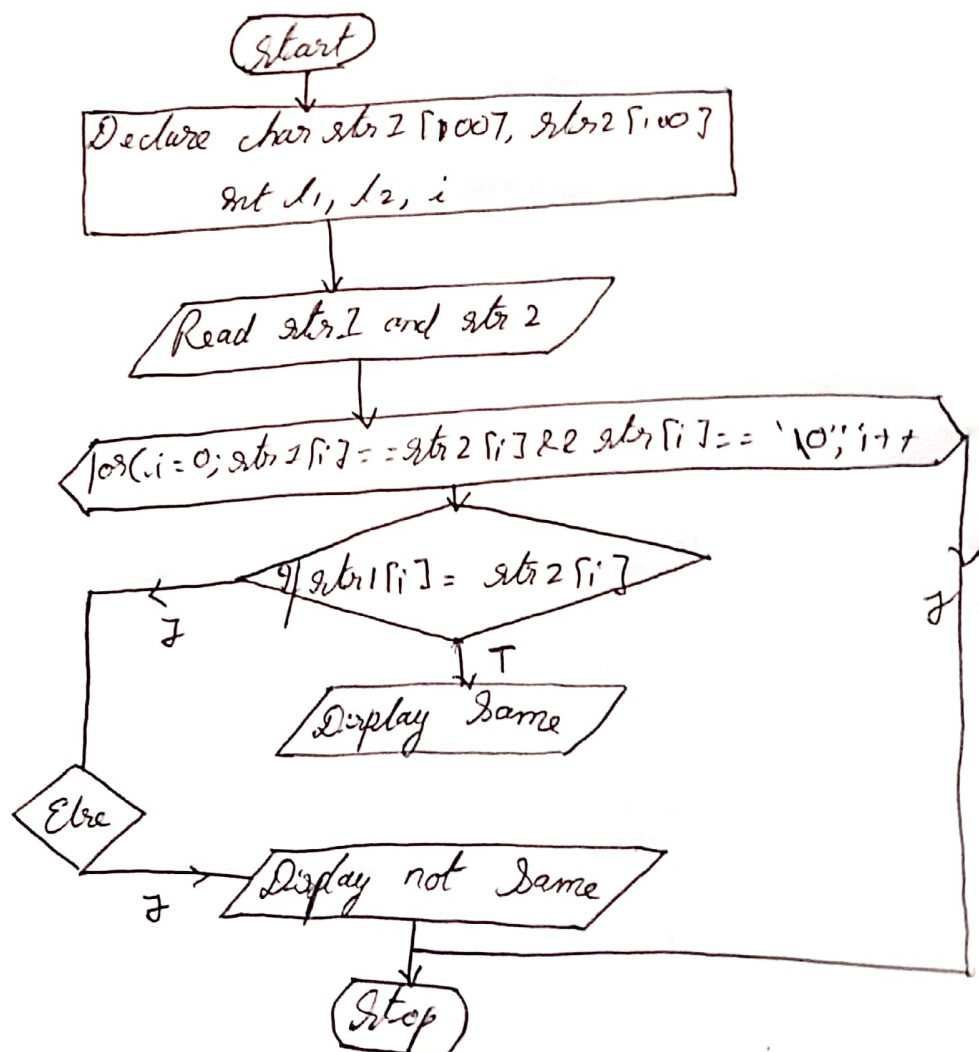 Start
Declare char str1[100], str2[100]
int l1, l2, i
Read str1 and str2
for(i=0; str1[i]==str2[i] && str[i]== '\0'; i++
If str1[i] = str2[i]
F
F
T
Display Same
Else
F
Display not Same
Stop